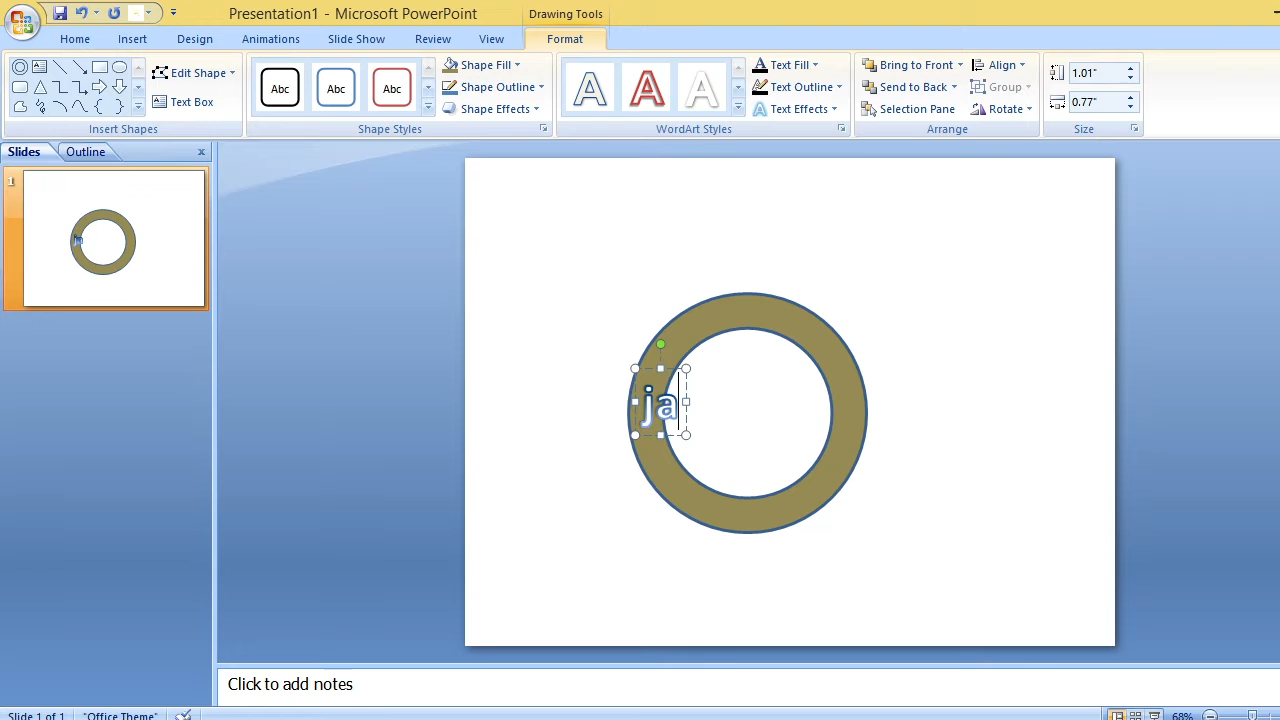 Presentation1 - Microsoft PowerPoint
Drawing Tools
Home Insert Design Animations Slide Show Review View Format
Edit Shape
Text Box
Insert Shapes
Abc Abc Abc
Shape Fill
Shape Outline
Shape Effects
Shape Styles
A A A
Text Fill
Text Outline
Text Effects
WordArt Styles
Bring to Front
Send to Back
Selection Pane
Align
Group
Rotate
Arrange
1.01"
0.77"
Size
Slides Outline x
1
ja
ja
Click to add notes
Slide 1 of 1 "Office Theme" 68%